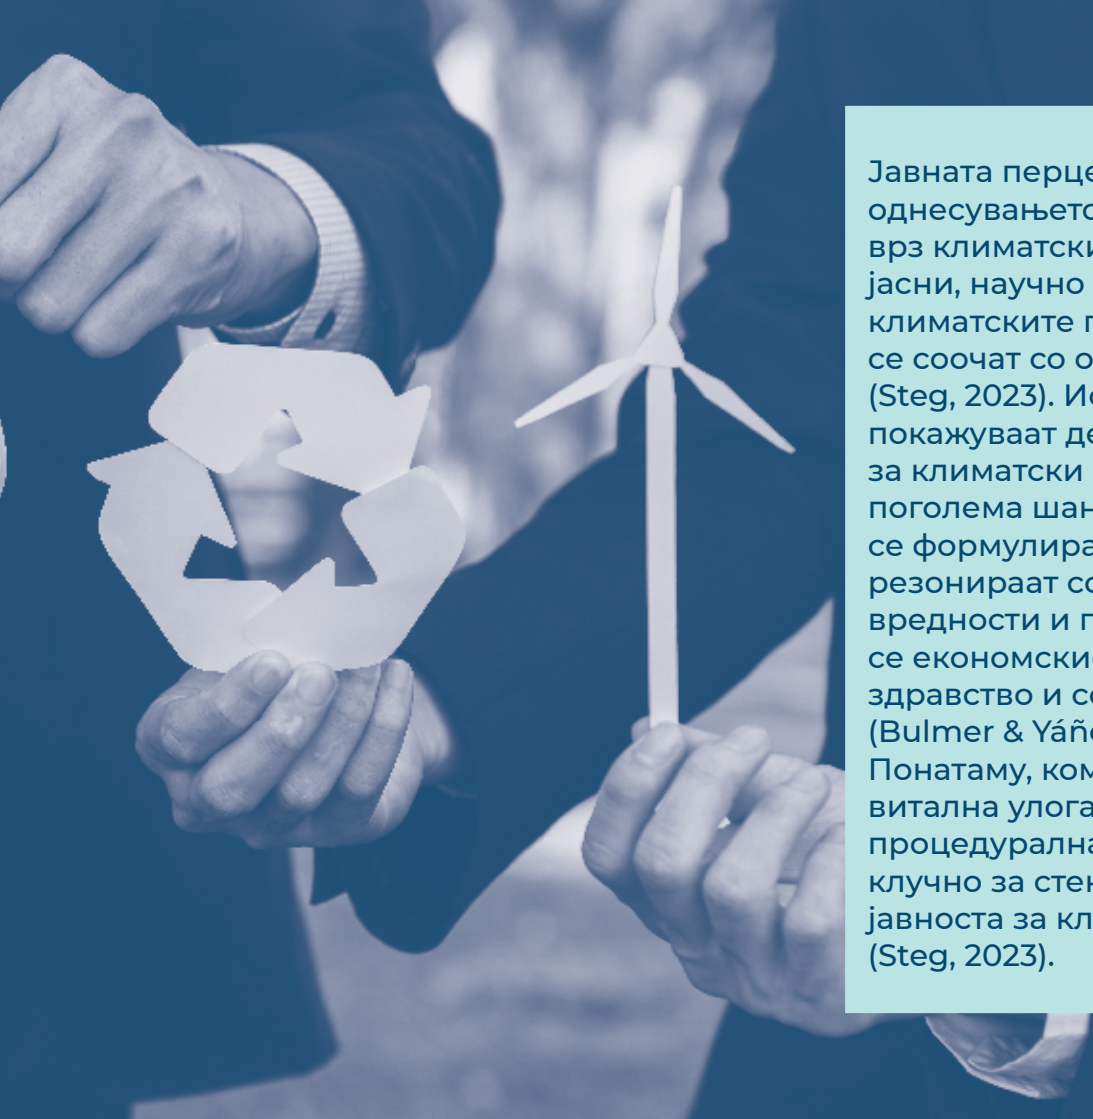 Јавната перце
однесувањето
врз климатски
јасни, научно
климатските п
се соочат со о
(Steg, 2023). Ис
покажуваат де
за климатски
поголема шан
се формулира
резонираат со
вредности и п
се економски
здравство и со
(Bulmer & Yáñe
Понатаму, ком
витална улога
процедурална
клучно за стек
јавноста за кл
(Steg, 2023).